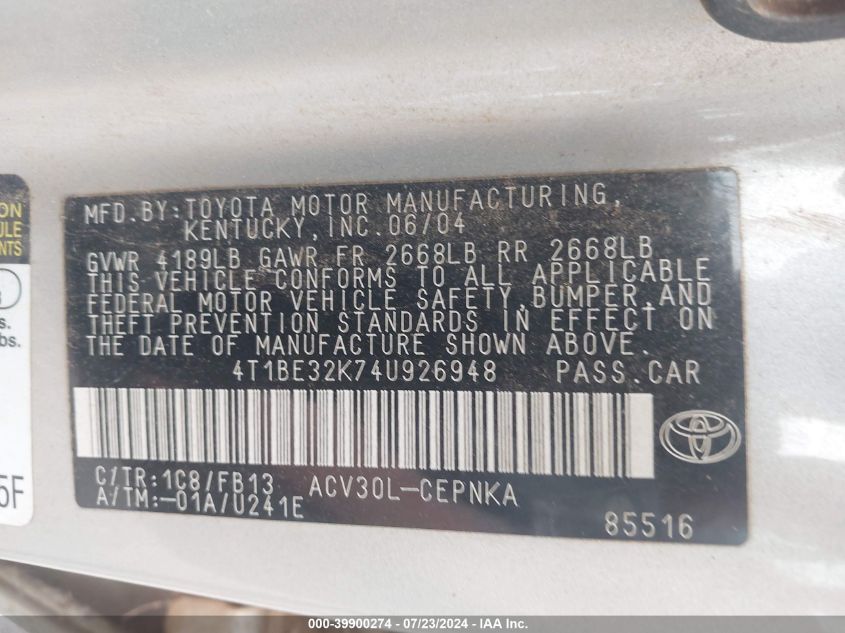 MFD.BY:TOYOTA MOTOR MANUFACTURING,
KENTUCKY, INC. 06/04
GVWR 4189LB GAWR FR 2668LB RR 2668LB
THIS VEHICLE CONFORMS TO ALL APPLICABLE
FEDERAL MOTOR VEHICLE SAFETY,BUMPER,AND
THEFT PREVENTION STANDARDS IN EFFECT ON
THE DATE OF MANUFACTURE SHOWN ABOVE.
4T1BE32K74U926948 PASS.CAR
C/TR:1C8/FB13 ACV30L-CEPNKA
A/TM:-01A/U241E
85516
000-39900274 - 07/23/2024 - IAA Inc.